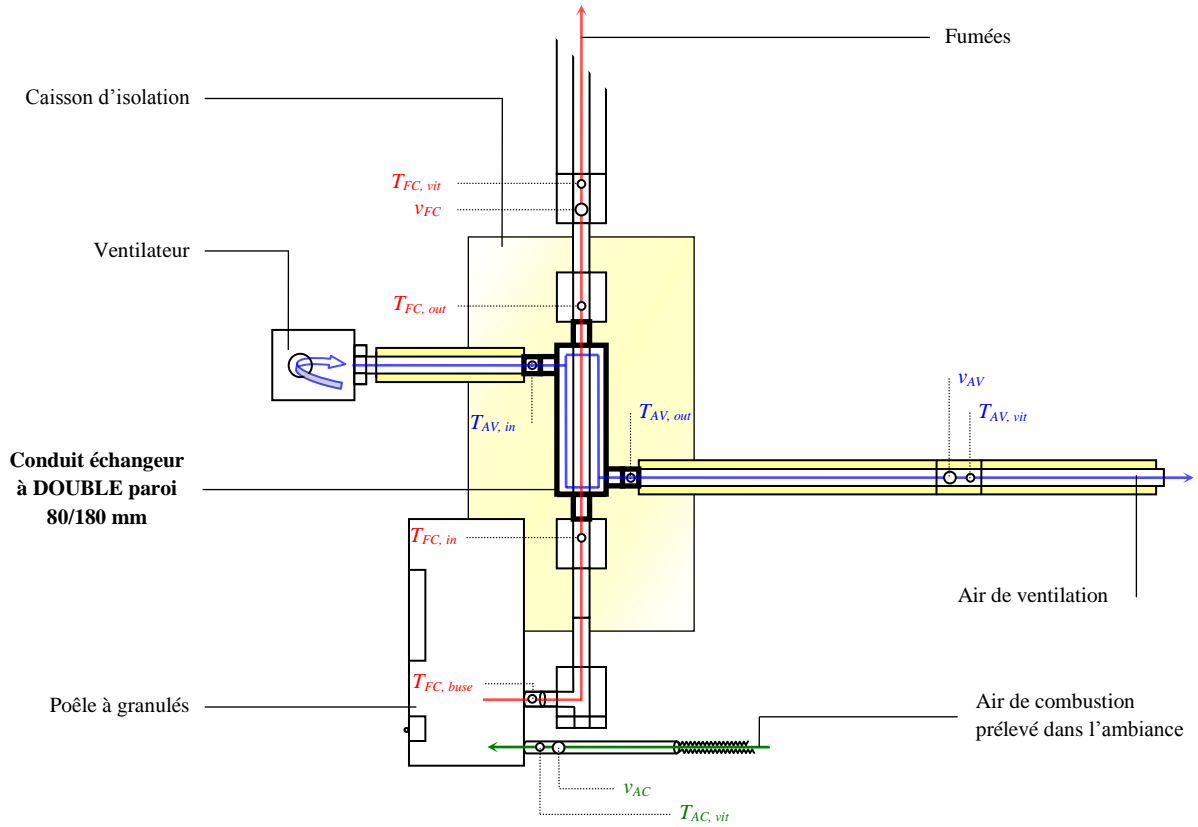 Fumées
Caisson d'isolation
T_FC, vit
v_FC
Ventilateur
T_FC, out
v_AV
T_AV, in
T_AV, out
T_AV, vit
Conduit échangeur
à DOUBLE paroi
80/180 mm
T_FC, in
Air de ventilation
T_FC, buse
Poêle à granulés
Air de combustion
prélevé dans l'ambiance
v_AC
T_AC, vit